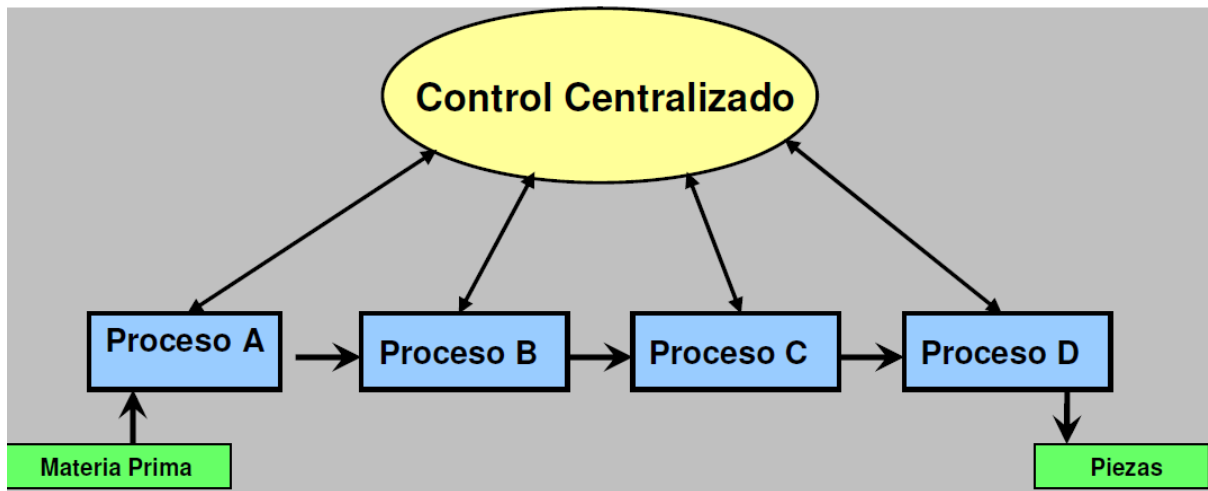 Control Centralizado
Proceso A
Proceso B
Proceso C
Proceso D
Materia Prima
Piezas